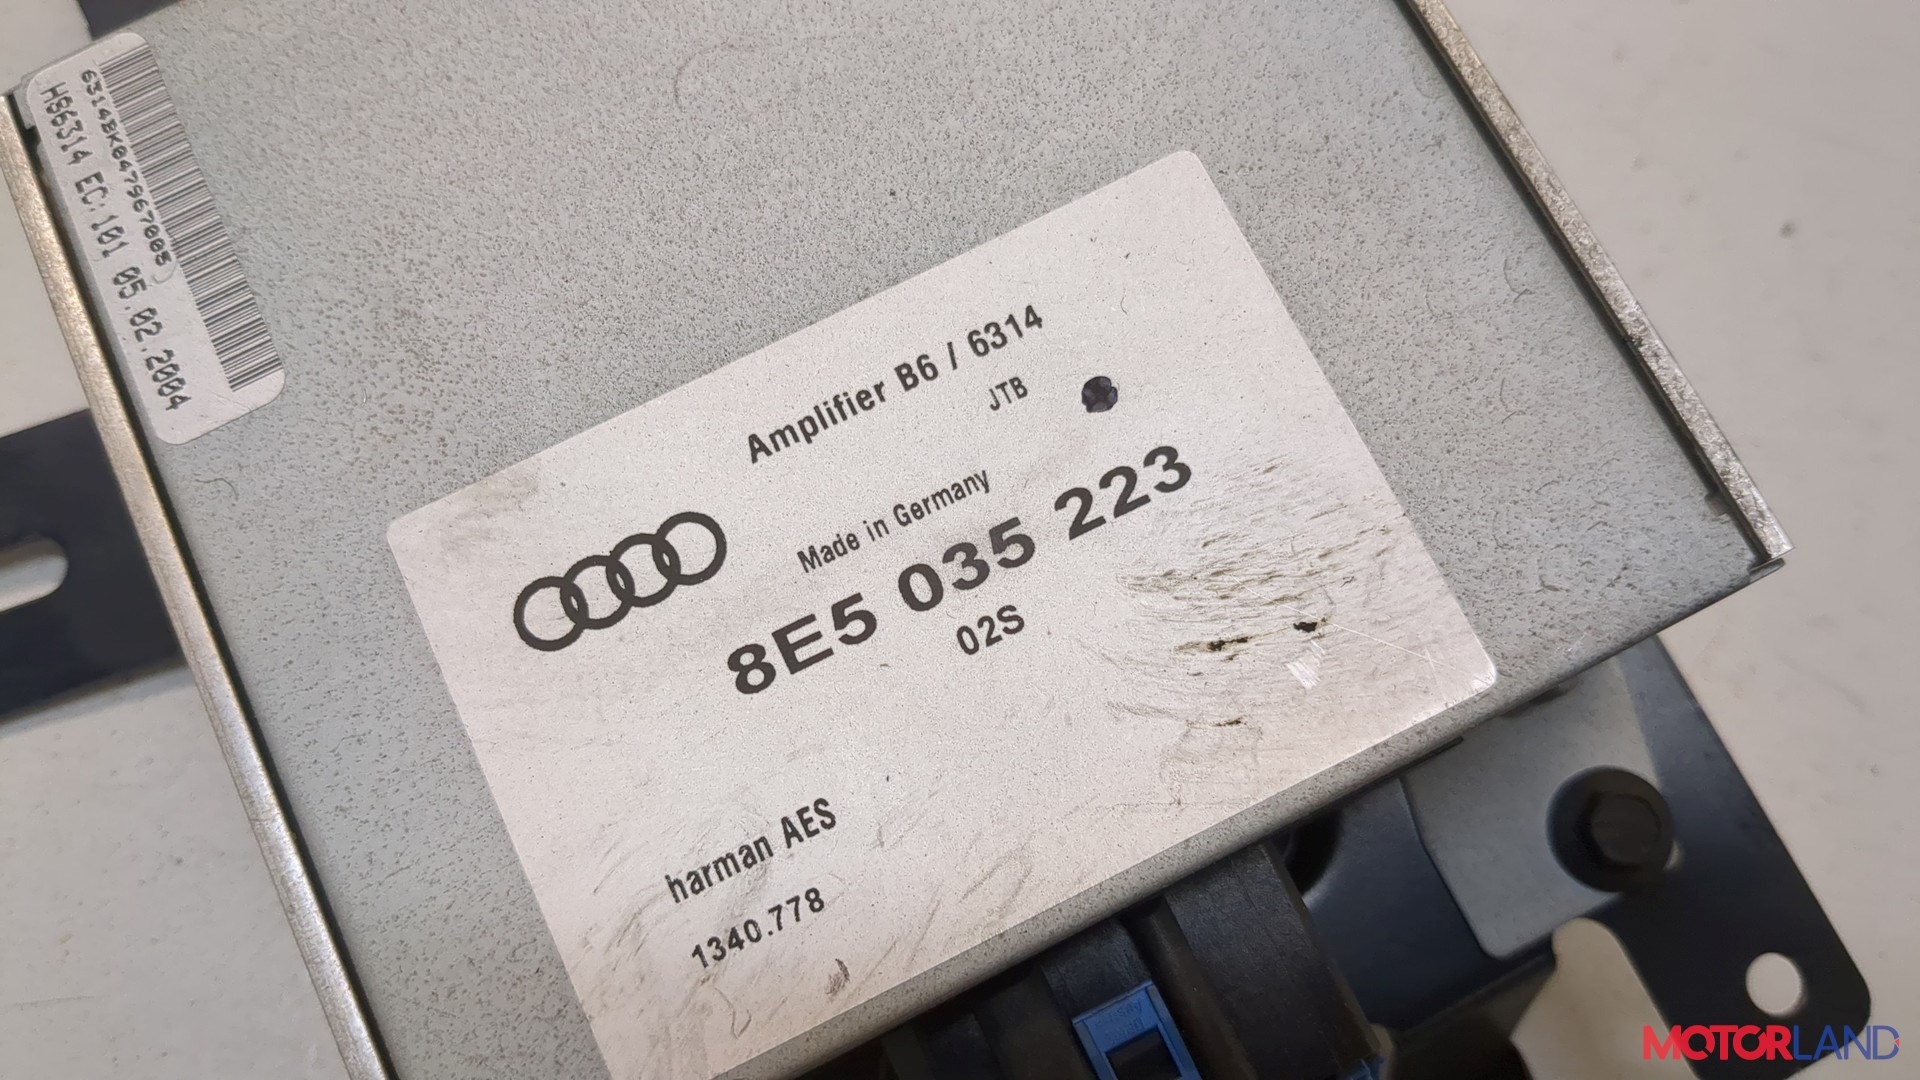 6314BK0479670005
H86314 EC:101 05.02.2004
Amplifier B6 / 6314
JTB
Made in Germany
8E5 035 223
02S
harman AES
1340.778
MOTORLAND